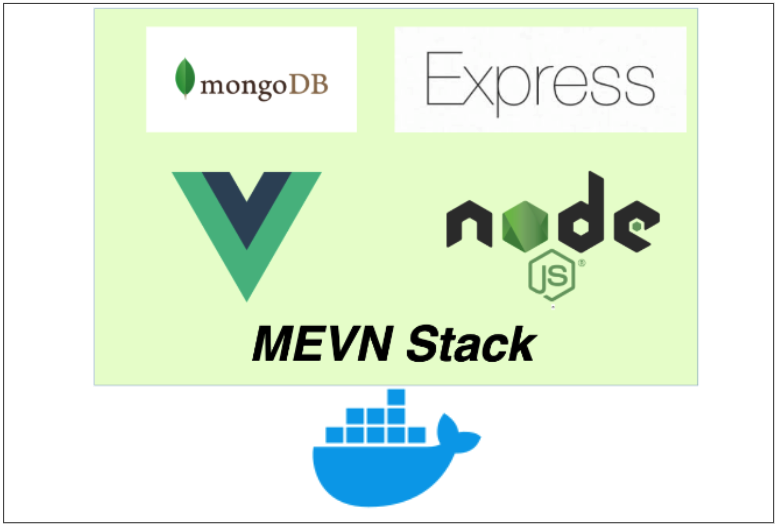 mongoDB
Express
node
JS®
MEVN Stack